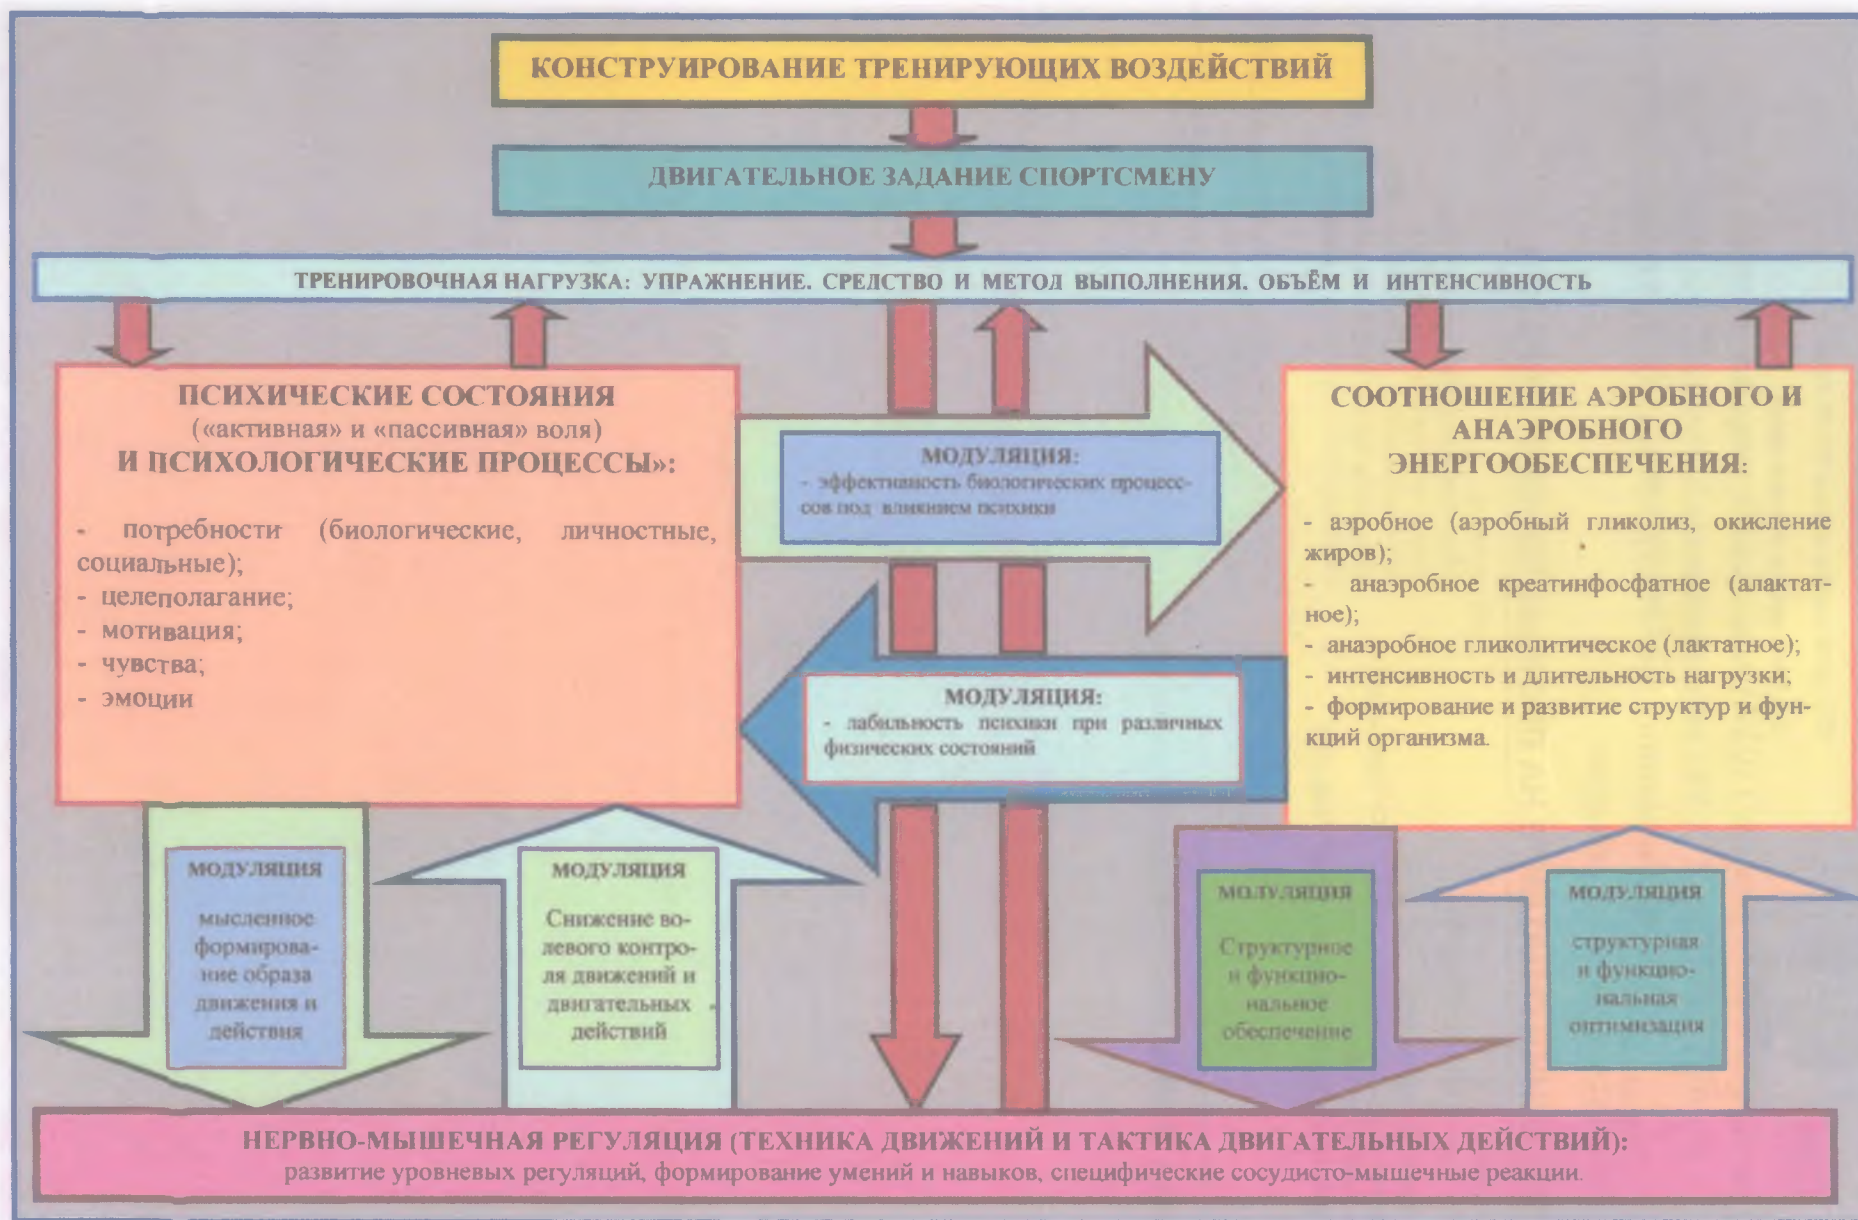 КОНСТРУИРОВАНИЕ ТРЕНИРУЮЩИХ ВОЗДЕЙСТВИЙ
ДВИГАТЕЛЬНОЕ ЗАДАНИЕ СПОРТСМЕНУ
ТРЕНИРОВОЧНАЯ НАГРУЗКА: УПРАЖНЕНИЕ. СРЕДСТВО И МЕТОД ВЫПОЛНЕНИЯ. ОБЪЁМ И ИНТЕНСИВНОСТЬ
ПСИХИЧЕСКИЕ СОСТОЯНИЯ
(«активная» и «пассивная» воля)
И ПСИХОЛОГИЧЕСКИЕ ПРОЦЕССЫ»:
- потребности (биологические, личностные,
социальные);
- целеполагание;
- мотивация;
- чувства;
- эмоции
МОДУЛЯЦИЯ:
- эффективность биологических процесс-
сов под влиянием психики
МОДУЛЯЦИЯ:
- лабильность психики при различных
физических состояний
СООТНОШЕНИЕ АЭРОБНОГО И
АНАЭРОБНОГО
ЭНЕРГООБЕСПЕЧЕНИЯ:
- аэробное (аэробный гликолиз, окисление
жиров);
- анаэробное креатинфосфатное (алактат-
ное);
- анаэробное гликолитическое (лактатное);
- интенсивность и длительность нагрузки;
- формирование и развитие структур и фун-
кций организма.
МОДУЛЯЦИЯ
мысленное
формирова-
ние образа
движения и
действия
МОДУЛЯЦИЯ
Снижение во-
левого контро-
ля движений и
двигательных
действий
МОДУЛЯЦИЯ
Структурное
и функцио-
нальное
обеспечение
МОДУЛЯЦИЯ
структурная
и функцио-
нальная
оптимизация
НЕРВНО-МЫШЕЧНАЯ РЕГУЛЯЦИЯ (ТЕХНИКА ДВИЖЕНИЙ И ТАКТИКА ДВИГАТЕЛЬНЫХ ДЕЙСТВИЙ):
развитие уровневых регуляций, формирование умений и навыков, специфические сосудисто-мышечные реакции.